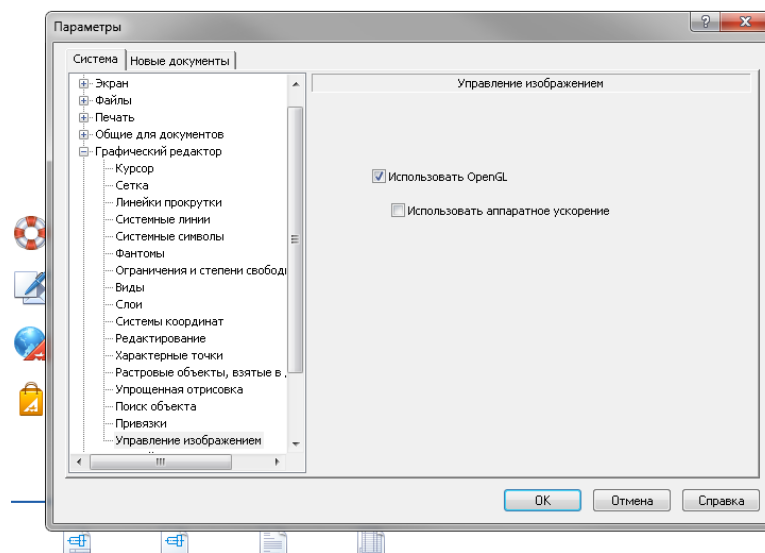 Параметры
Система
Новые документы
Экран
Файлы
Печать
Общие для документов
Графический редактор
Курсор
Сетка
Линейки прокрутки
Системные линии
Системные символы
Фантомы
Ограничения и степени свободы
Виды
Слои
Системы координат
Редактирование
Характерные точки
Растровые объекты, взятые в
Упрощенная отрисовка
Поиск объекта
Привязки
Управление изображением
Управление изображением
Использовать OpenGL
Использовать аппаратное ускорение
OK
Отмена
Справка